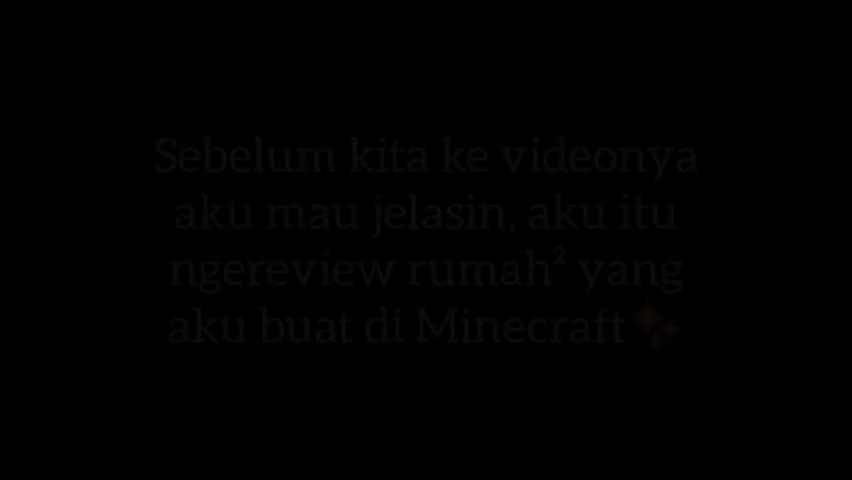 Sebelum kita ke videonya
aku mau jelasin, aku itu
ngereview rumah² yang
aku buat di Minecraft✨